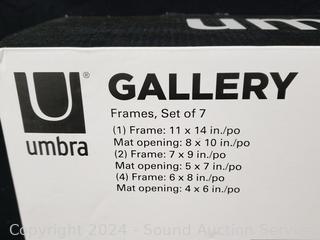 umbra
U®
umbra
GALLERY
Frames, Set of 7
(1) Frame: 11 x 14 in./po
Mat opening: 8 x 10 in./po
(2) Frame: 7 x 9 in./po
Mat opening: 5 x 7 in./po
(4) Frame: 6 x 8 in./po
Mat opening: 4 x 6 in./po
Copyright 2024 - Sound Auction Service